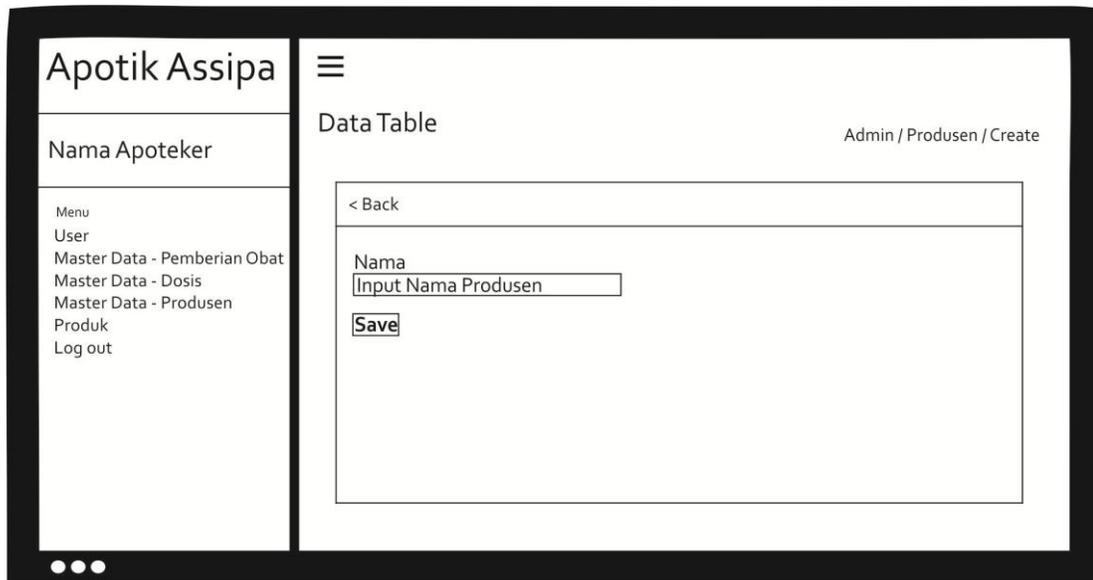 Apotik Assipa
Nama Apoteker
Menu
User
Master Data - Pemberian Obat
Master Data - Dosis
Master Data - Produsen
Produk
Log out
Data Table
Admin / Produsen / Create
< Back
Nama
Input Nama Produsen
Save